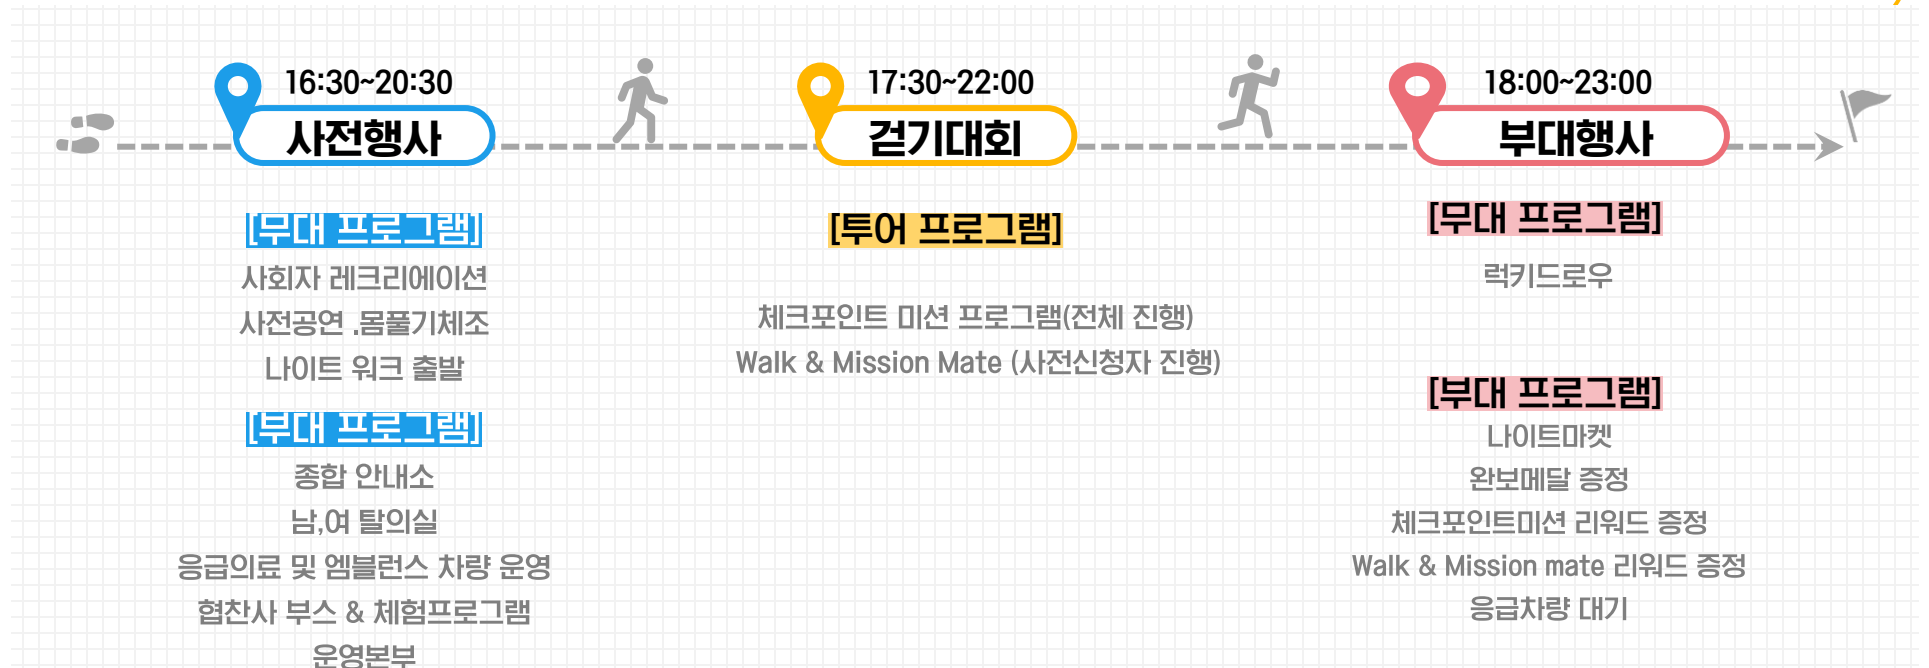 16:30~20:30
사전행사
[무대 프로그램]
사회자 레크리에이션
사전공연 .몸풀기체조
나이트 워크 출발
[부대 프로그램]
종합 안내소
남,여 탈의실
응급의료 및 엠블런스 차량 운영
협찬사 부스 & 체험프로그램
운영본부
17:30~22:00
걷기대회
[투어 프로그램]
체크포인트 미션 프로그램(전체 진행)
Walk & Mission Mate (사전신청자 진행)
18:00~23:00
부대행사
[무대 프로그램]
럭키드로우
[부대 프로그램]
나이트마켓
완보메달 증정
체크포인트미션 리워드 증정
Walk & Mission mate 리워드 증정
응급차량 대기